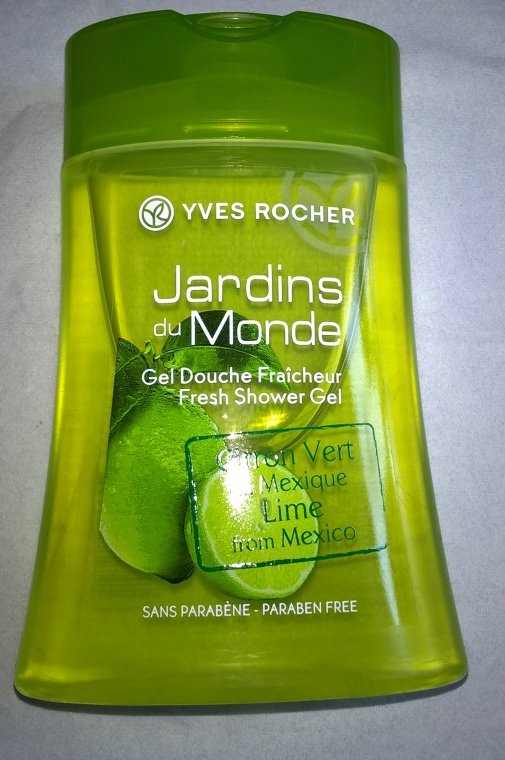 YVES ROCHER
Jardins
du Monde
Gel Douche Fraîcheur
Fresh Shower Gel
Citron Vert
Mexique
Lime
from Mexico
SANS PARABÈNE - PARABEN FREE